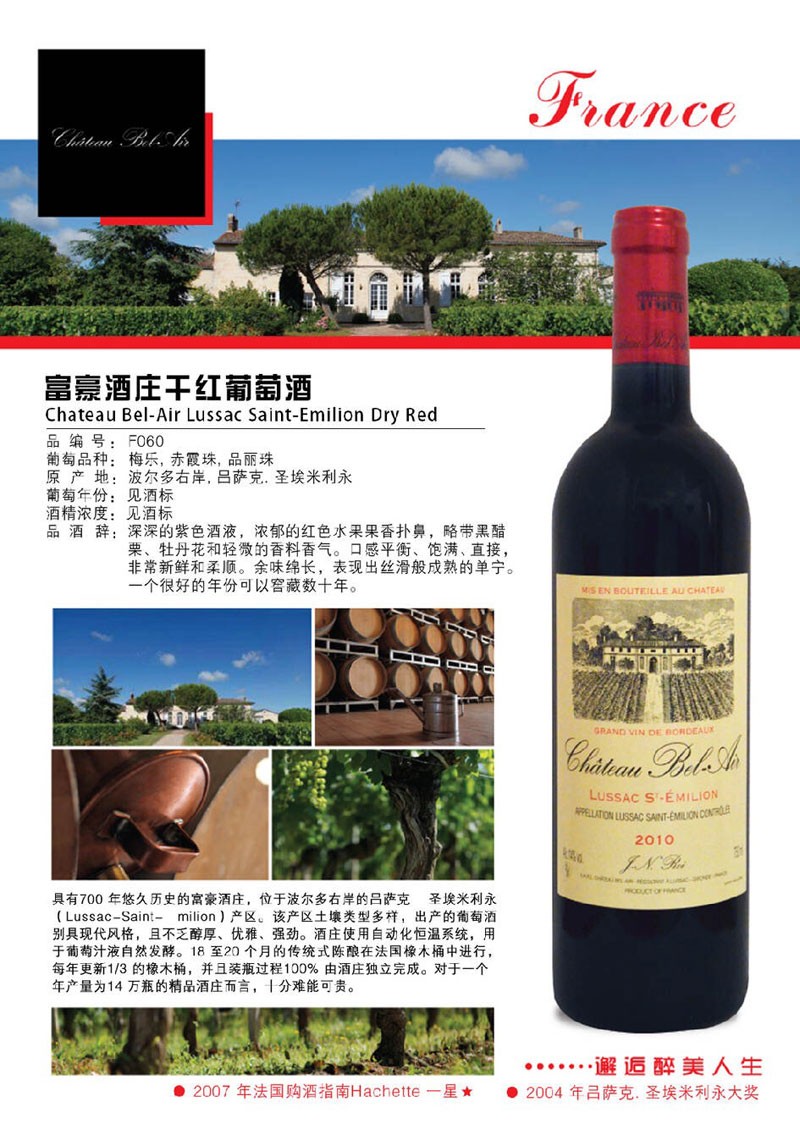 France
Château Bel-Air
富豪酒庄干红葡萄酒
Chateau Bel-Air Lussac Saint-Emilion Dry Red
品 编 号： F060
葡萄品种： 梅乐, 赤霞珠, 品丽珠
原 产 地： 波尔多右岸, 吕萨克. 圣埃米利永
葡萄年份： 见酒标
酒精浓度： 见酒标
品 酒 辞： 深深的紫色酒液，浓郁的红色水果果香扑鼻，略带黑醋
栗、牡丹花和轻微的香料香气。口感平衡、饱满、直接，
非常新鲜和柔顺。余味绵长，表现出丝滑般成熟的单宁。
一个很好的年份可以窖藏数十年。
MIS EN BOUTEILLE AU CHATEAU
GRAND VIN DE BORDEAUX
Château Bel-Air
LUSSAC ST-ÉMILION
APPELLATION LUSSAC SAINT-ÉMILION CONTRÔLÉE
2010
J-N. Roi
PRODUCT OF FRANCE
具有700 年悠久历史的富豪酒庄，位于波尔多右岸的吕萨克 圣埃米利永
（Lussac-Saint- milion）产区。该产区土壤类型多样，出产的葡萄酒
别具现代风格，且不乏醇厚、优雅、强劲。酒庄使用自动化恒温系统，用
于葡萄汁液自然发酵。18 至20 个月的传统式陈酿在法国橡木桶中进行，
每年更新1/3 的橡木桶，并且装瓶过程100% 由酒庄独立完成。对于一个
年产量为14 万瓶的精品酒庄而言，十分难能可贵。
·······邂逅醉美人生
● 2007 年法国购酒指南Hachette 一星★ ● 2004 年吕萨克. 圣埃米利永大奖